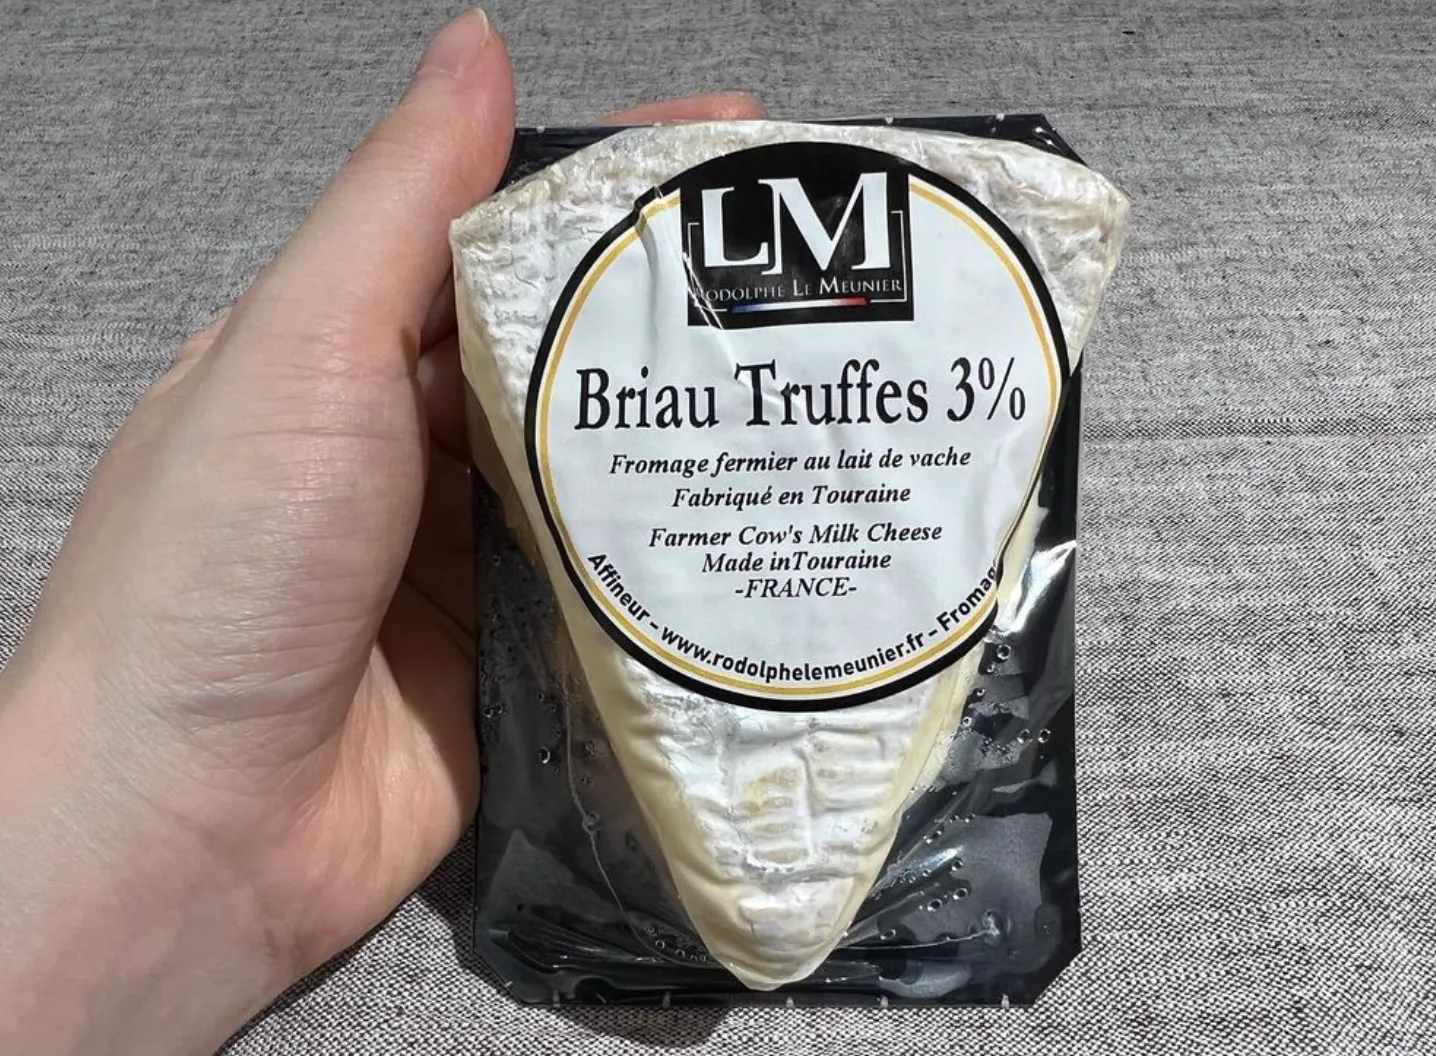 LM
RODOLPHE LE MEUNIER
Briau Truffes 3%
Fromage fermier au lait de vache
Fabriqué en Touraine
Farmer Cow's Milk Cheese
Made inTouraine
-FRANCE-
Affineur - www.rodolphelemeunier.fr - Fromag